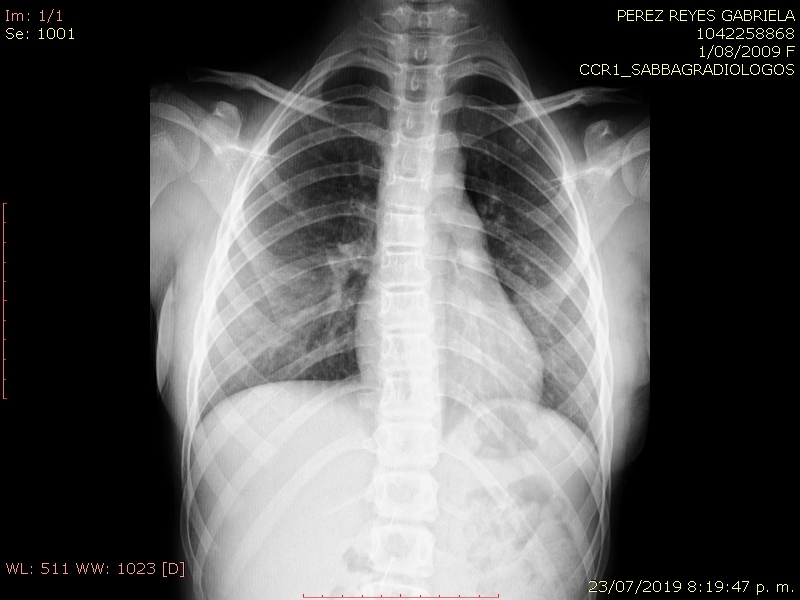 Im: 1/1
Se: 1001
PEREZ REYES GABRIELA
1042258868
1/08/2009 F
CCR1_SABBAGRADIOLOGOS
WL: 511 WW: 1023 [D]
23/07/2019 8:19:47 p. m.